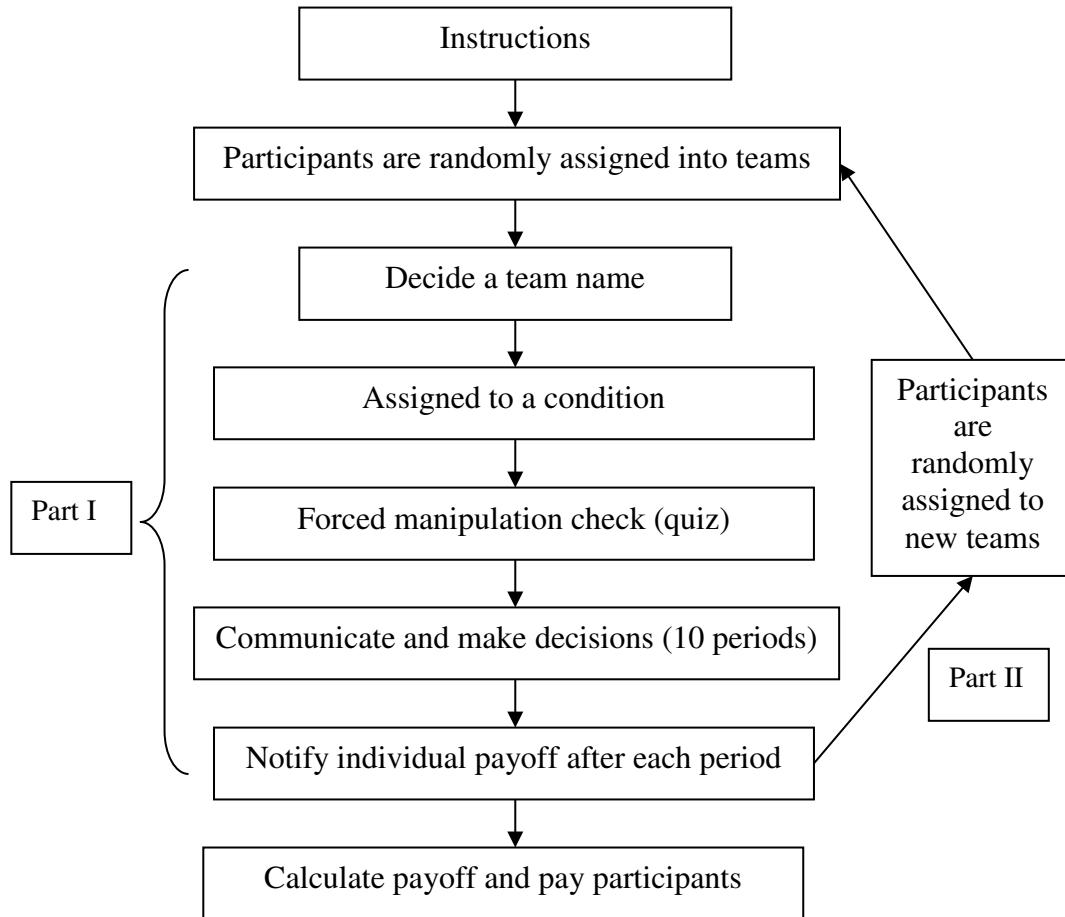 Instructions
Participants are randomly assigned into teams
Decide a team name
Assigned to a condition
Participants
are
randomly
assigned to
new teams
Part I
Forced manipulation check (quiz)
Communicate and make decisions (10 periods)
Part II
Notify individual payoff after each period
Calculate payoff and pay participants